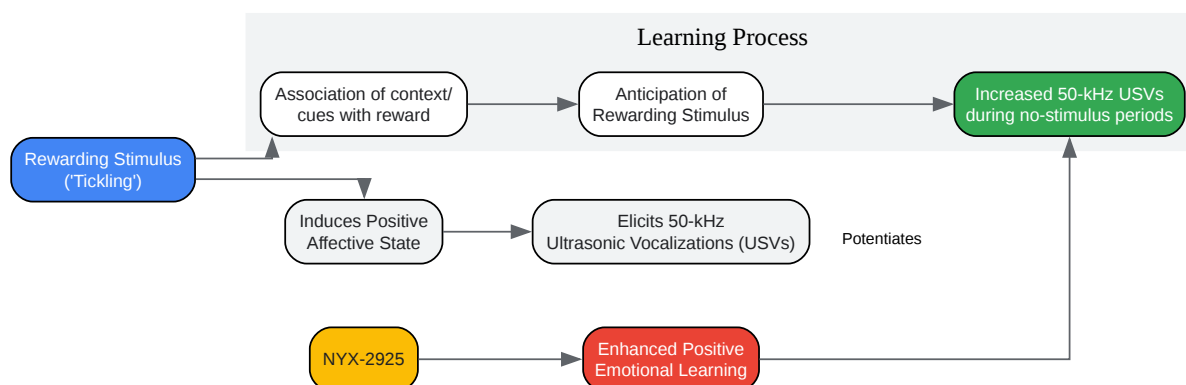 Learning Process
Association of context/
cues with reward
Anticipation of
Rewarding Stimulus
Increased 50-kHz USVs
during no-stimulus periods
Rewarding Stimulus
('Tickling')
Induces Positive
Affective State
Elicits 50-kHz
Ultrasonic Vocalizations (USVs)
Potentiates
NYX-2925
Enhanced Positive
Emotional Learning